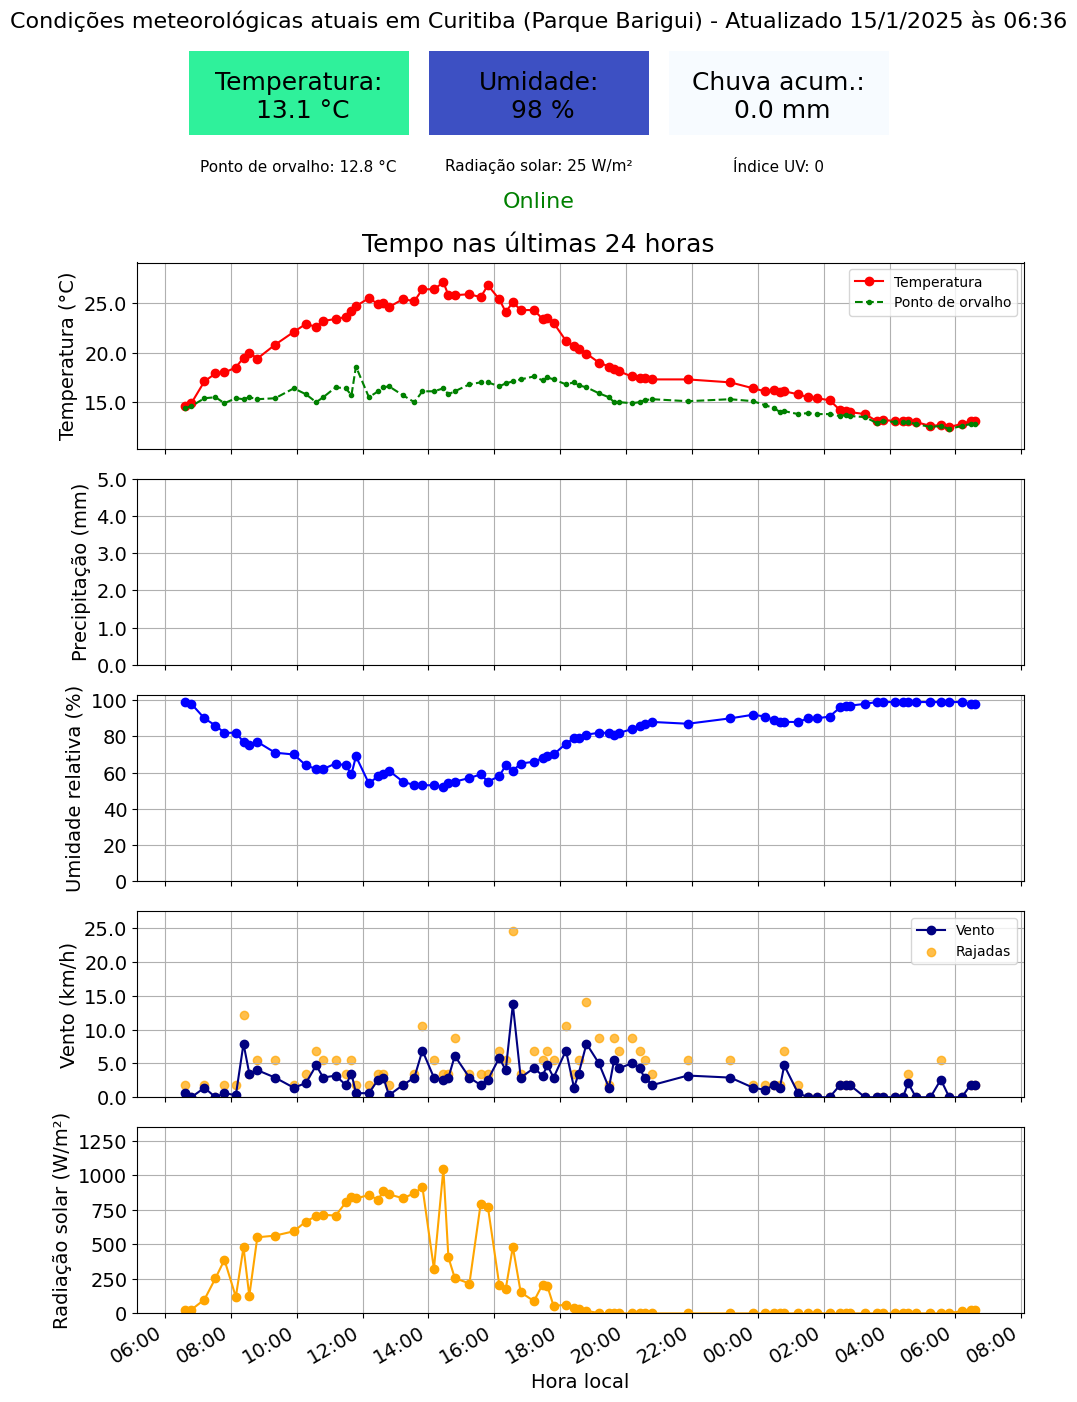 Condições meteorológicas atuais em Curitiba (Parque Barigui) - Atualizado 15/1/2025 às 06:36
Temperatura:
13.1 °C
Umidade:
98 %
Chuva acum.:
0.0 mm
Ponto de orvalho: 12.8 °C
Radiação solar: 25 W/m²
Índice UV: 0
Online
Tempo nas últimas 24 horas
Temperatura (°C)
25.0
20.0
15.0
Temperatura
Ponto de orvalho
Precipitação (mm)
5.0
4.0
3.0
2.0
1.0
0.0
Umidade relativa (%)
100
80
60
40
20
0
Vento (km/h)
25.0
20.0
15.0
10.0
5.0
0.0
Vento
Rajadas
Radiação solar (W/m²)
1250
1000
750
500
250
0
06:00 08:00 10:00 12:00 14:00 16:00 18:00 20:00 22:00 00:00 02:00 04:00 06:00 08:00
Hora local